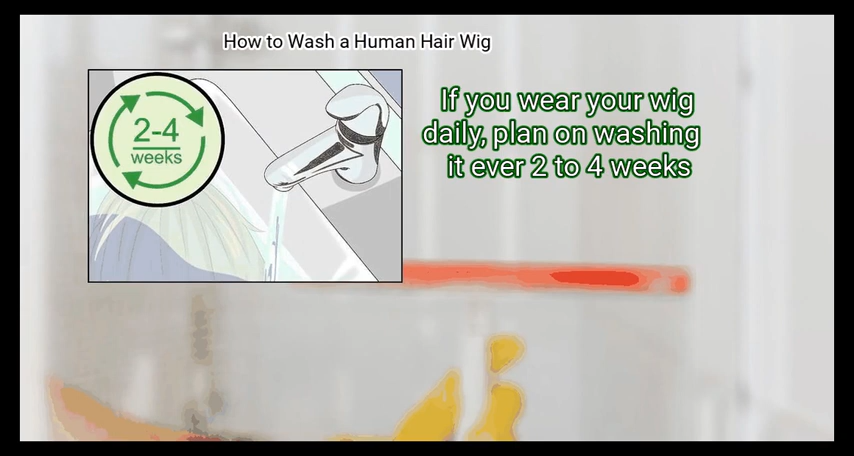 How to Wash a Human Hair Wig
2-4
weeks
If you wear your wig
daily, plan on washing
it ever 2 to 4 weeks